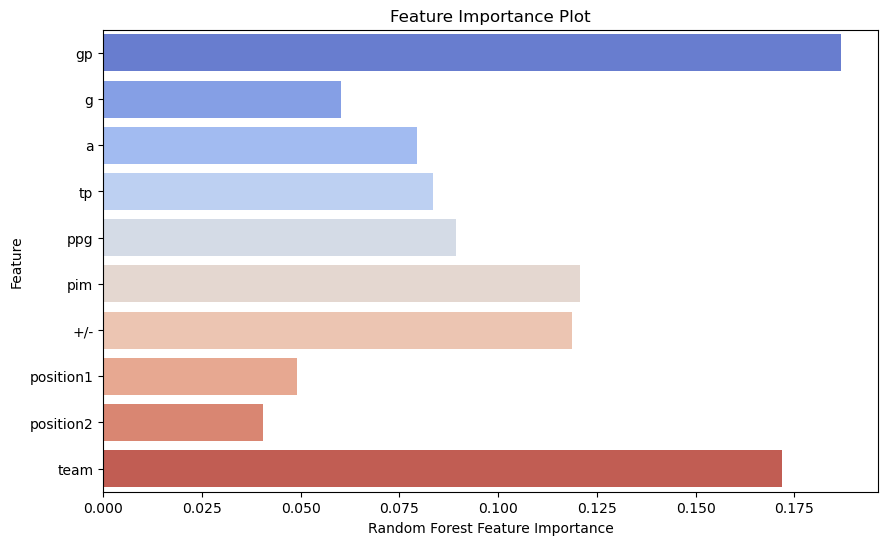 Feature Importance Plot
Feature
gp
g
a
tp
ppg
pim
+/-
position1
position2
team
0.000 0.025 0.050 0.075 0.100 0.125 0.150 0.175
Random Forest Feature Importance